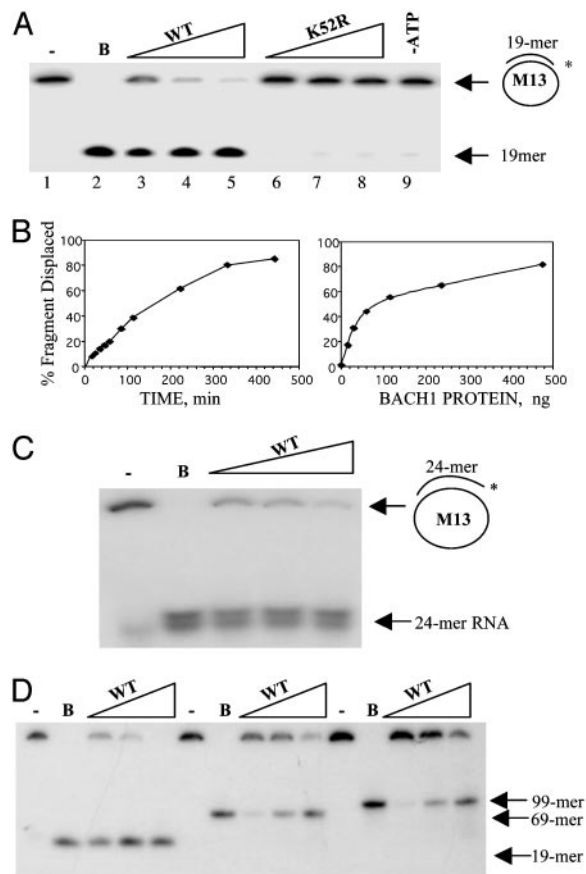 A
- B WT K52R -ATP
19-mer
*
M13
19mer
1 2 3 4 5 6 7 8 9
B
% Fragment Displaced
100
80
60
40
20
0
0 100 200 300 400 500
TIME, min
100
80
60
40
20
0
0 100 200 300 400 500
BACH1 PROTEIN, ng
C
- B WT
24-mer
*
M13
24-mer RNA
D
- B WT - B WT - B WT
99-mer
69-mer
19-mer